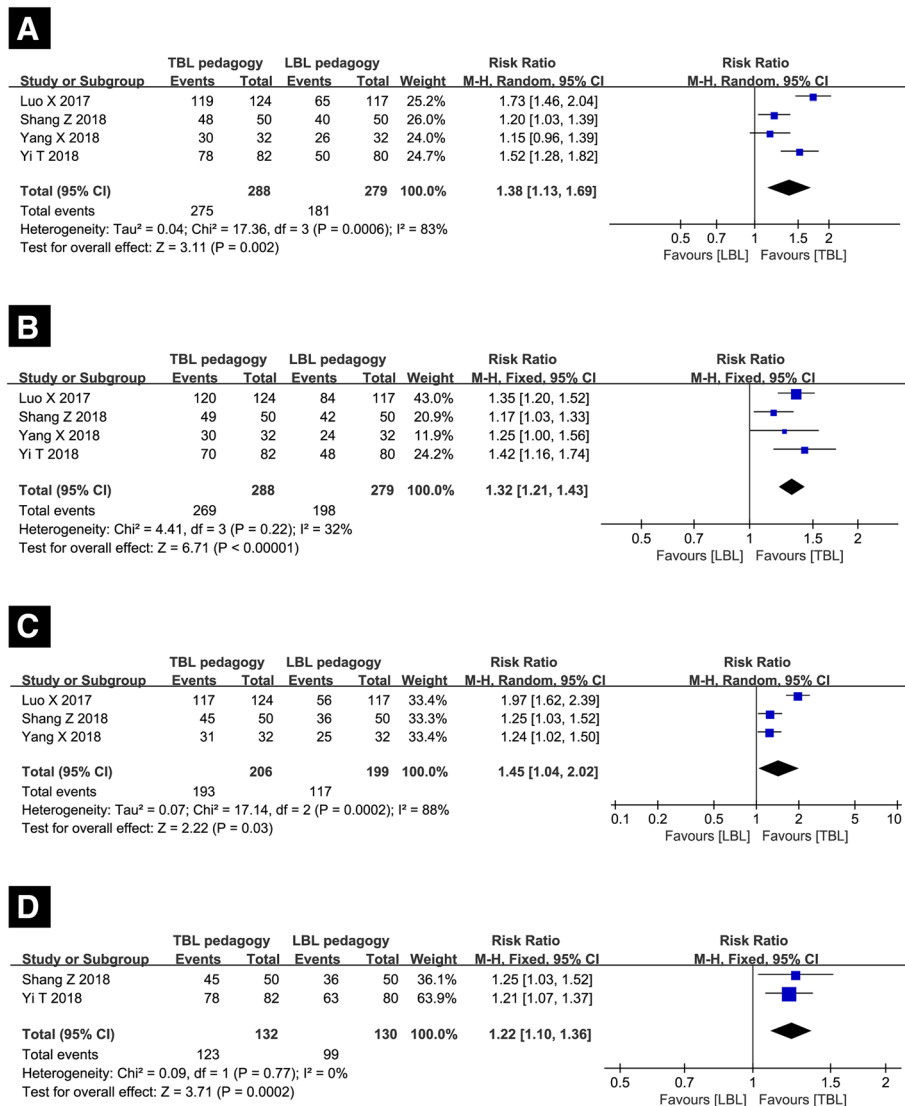 A
TBL pedagogy LBL pedagogy Risk Ratio Risk Ratio
Study or Subgroup Events Total Events Total Weight M-H, Random, 95% CI M-H, Random, 95% CI
Luo X 2017 119 124 65 117 25.2% 1.73 [1.46, 2.04]
Shang Z 2018 48 50 40 50 26.0% 1.20 [1.03, 1.39]
Yang X 2018 30 32 26 32 24.0% 1.15 [0.96, 1.39]
Yi T 2018 78 82 50 80 24.7% 1.52 [1.28, 1.82]
Total (95% CI) 288 279 100.0% 1.38 [1.13, 1.69]
Total events 275 181
Heterogeneity: Tau² = 0.04; Chi² = 17.36, df = 3 (P = 0.0006); I² = 83%
Test for overall effect: Z = 3.11 (P = 0.002)
0.5 0.7 1 1.5 2
Favours [LBL] Favours [TBL]
B
TBL pedagogy LBL pedagogy Risk Ratio Risk Ratio
Study or Subgroup Events Total Events Total Weight M-H, Fixed, 95% CI M-H, Fixed, 95% CI
Luo X 2017 120 124 84 117 43.0% 1.35 [1.20, 1.52]
Shang Z 2018 49 50 42 50 20.9% 1.17 [1.03, 1.33]
Yang X 2018 30 32 24 32 11.9% 1.25 [1.00, 1.56]
Yi T 2018 70 82 48 80 24.2% 1.42 [1.16, 1.74]
Total (95% CI) 288 279 100.0% 1.32 [1.21, 1.43]
Total events 269 198
Heterogeneity: Chi² = 4.41, df = 3 (P = 0.22); I² = 32%
Test for overall effect: Z = 6.71 (P < 0.00001)
0.5 0.7 1 1.5 2
Favours [LBL] Favours [TBL]
C
TBL pedagogy LBL pedagogy Risk Ratio Risk Ratio
Study or Subgroup Events Total Events Total Weight M-H, Random, 95% CI M-H, Random, 95% CI
Luo X 2017 117 124 56 117 33.4% 1.97 [1.62, 2.39]
Shang Z 2018 45 50 36 50 33.3% 1.25 [1.03, 1.52]
Yang X 2018 31 32 25 32 33.4% 1.24 [1.02, 1.50]
Total (95% CI) 206 199 100.0% 1.45 [1.04, 2.02]
Total events 193 117
Heterogeneity: Tau² = 0.07; Chi² = 17.14, df = 2 (P = 0.0002); I² = 88%
Test for overall effect: Z = 2.22 (P = 0.03)
0.1 0.2 0.5 1 2 5 10
Favours [LBL] Favours [TBL]
D
TBL pedagogy LBL pedagogy Risk Ratio Risk Ratio
Study or Subgroup Events Total Events Total Weight M-H, Fixed, 95% CI M-H, Fixed, 95% CI
Shang Z 2018 45 50 36 50 36.1% 1.25 [1.03, 1.52]
Yi T 2018 78 82 63 80 63.9% 1.21 [1.07, 1.37]
Total (95% CI) 132 130 100.0% 1.22 [1.10, 1.36]
Total events 123 99
Heterogeneity: Chi² = 0.09, df = 1 (P = 0.77); I² = 0%
Test for overall effect: Z = 3.71 (P = 0.0002)
0.5 0.7 1 1.5 2
Favours [LBL] Favours [TBL]